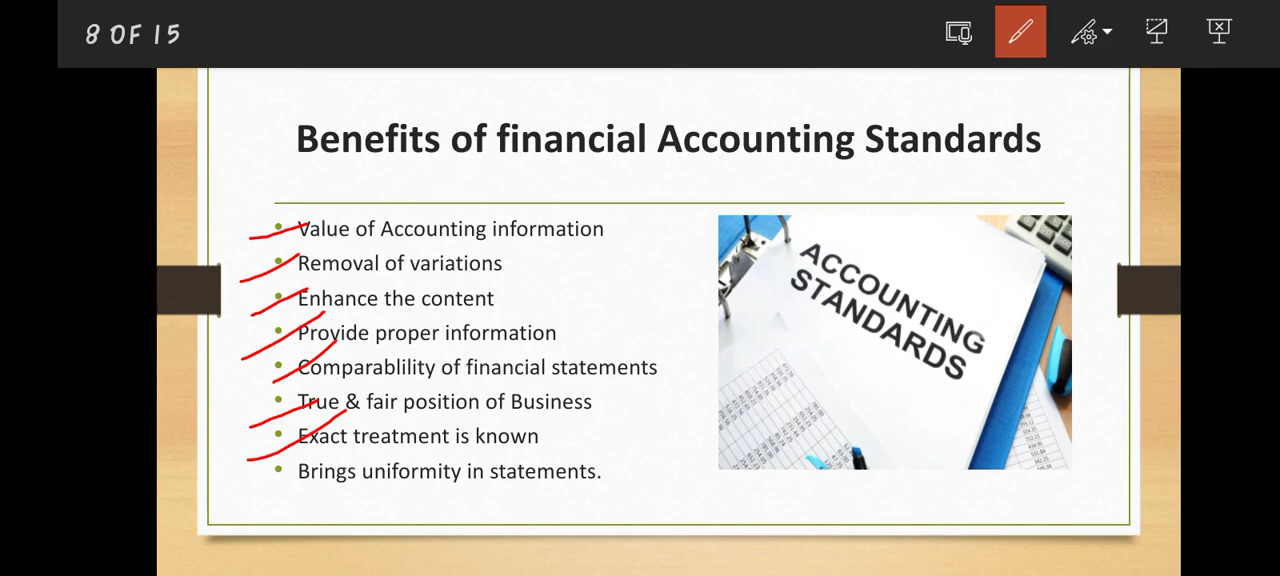 8 OF 15
Benefits of financial Accounting Standards
Value of Accounting information
Removal of variations
Enhance the content
Provide proper information
Comparablility of financial statements
True & fair position of Business
Exact treatment is known
Brings uniformity in statements.
ACCOUNTING
STANDARDS